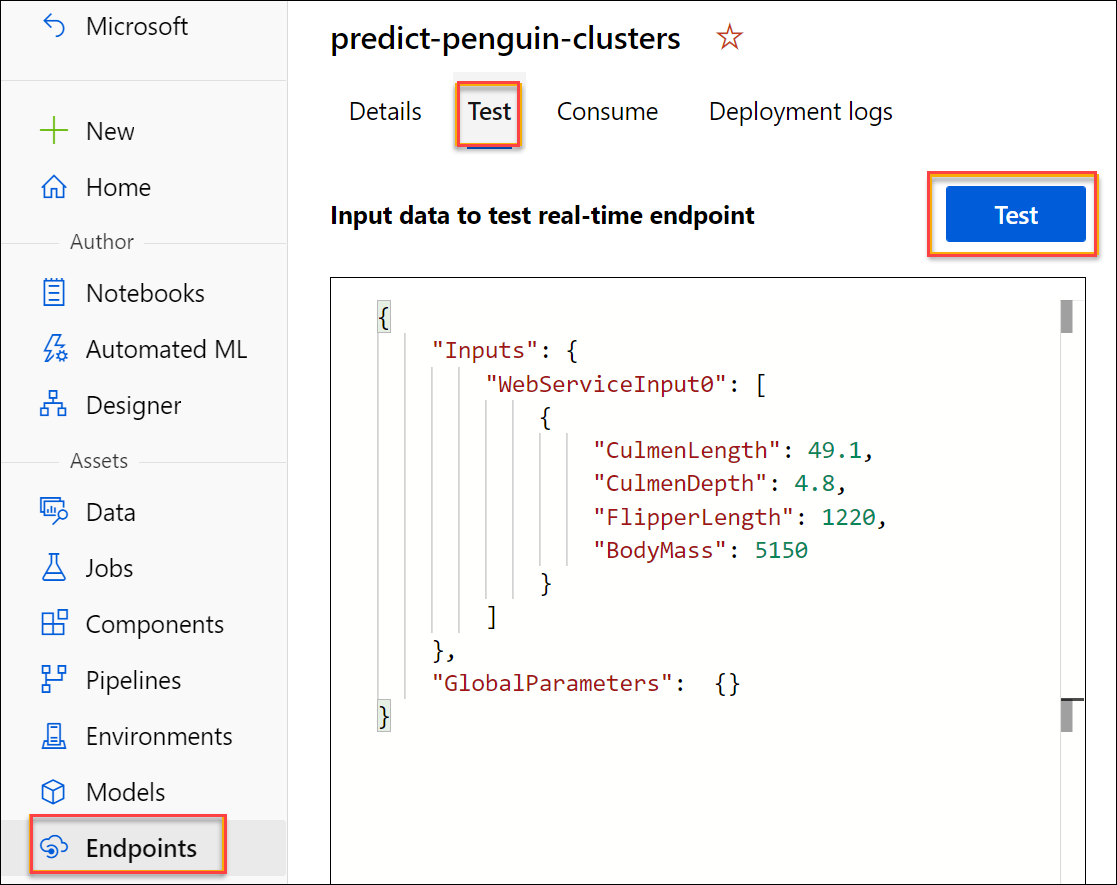 Microsoft
New
Home
Author
Notebooks
Automated ML
Designer
Assets
Data
Jobs
Components
Pipelines
Environments
Models
Endpoints
predict-penguin-clusters
Details Test Consume Deployment logs
Input data to test real-time endpoint
Test
{
"Inputs": {
"WebServiceInput0": [
{
"CulmenLength": 49.1,
"CulmenDepth": 4.8,
"FlipperLength": 1220,
"BodyMass": 5150
}
]
},
"GlobalParameters": {}
}